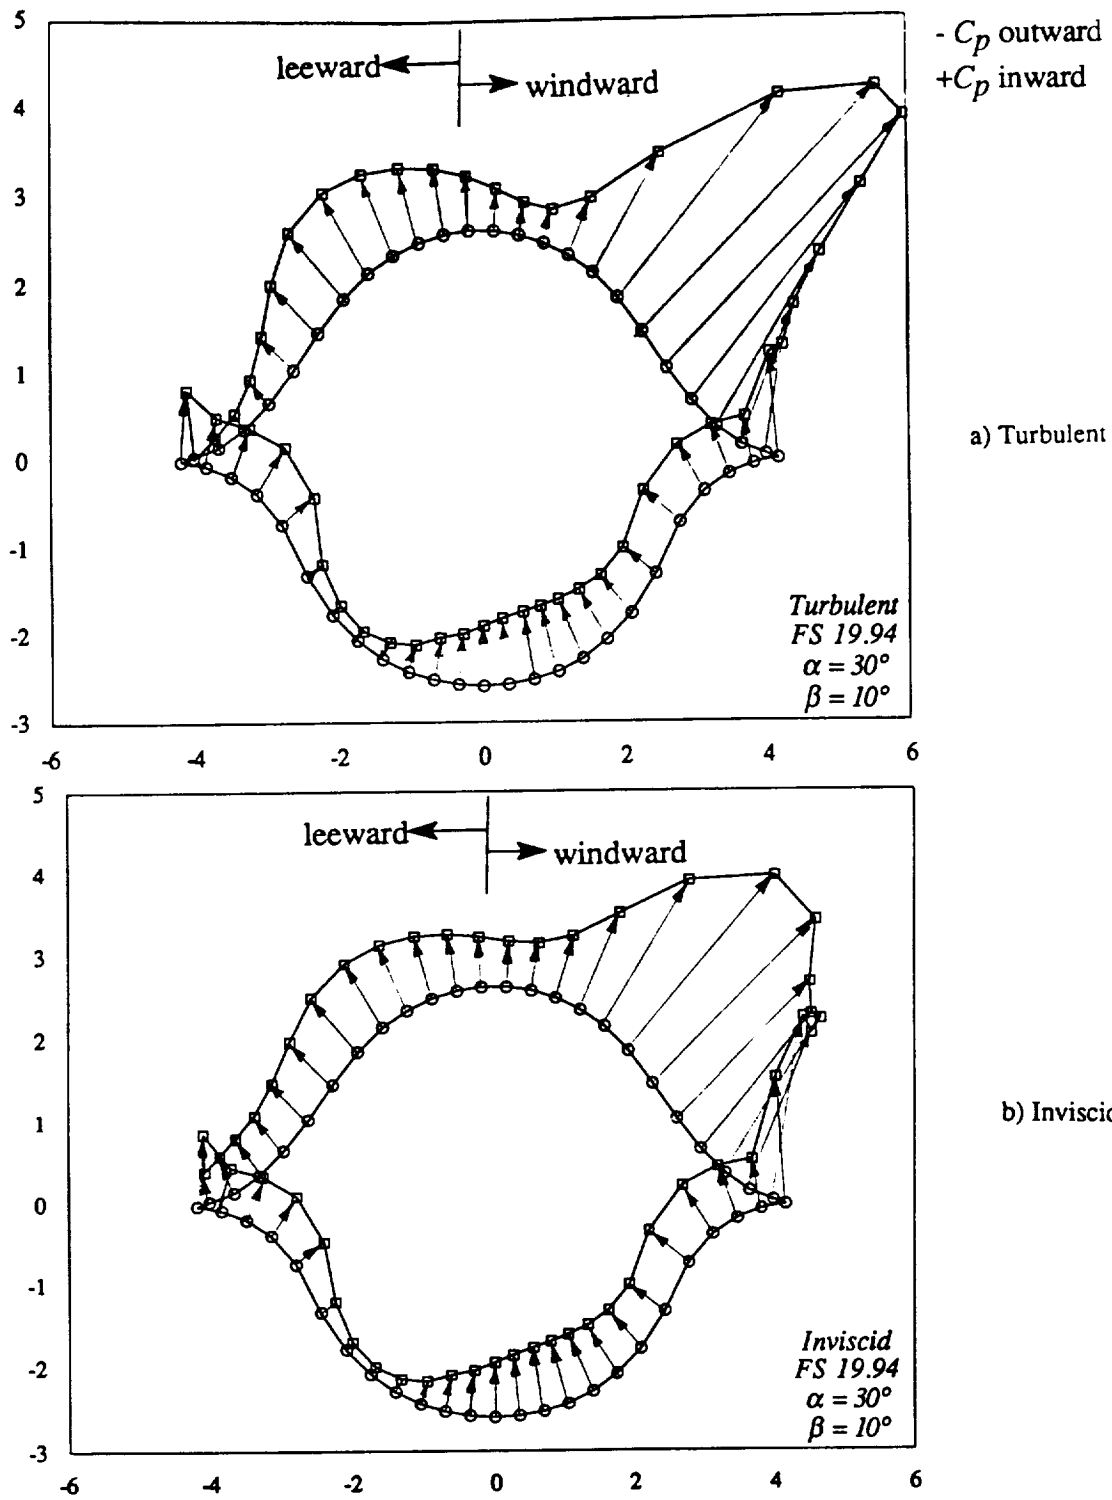 5
- Cp outward
leeward
windward
+Cp inward
4
3
2
1
a) Turbulent
0
-1
Turbulent
FS 19.94
α = 30°
β = 10°
-2
-3
-6 -4 -2 0 2 4 6
5
leeward
windward
4
3
2
1
b) Inviscid
0
-1
Inviscid
FS 19.94
α = 30°
β = 10°
-2
-3
-6 -4 -2 0 2 4 6